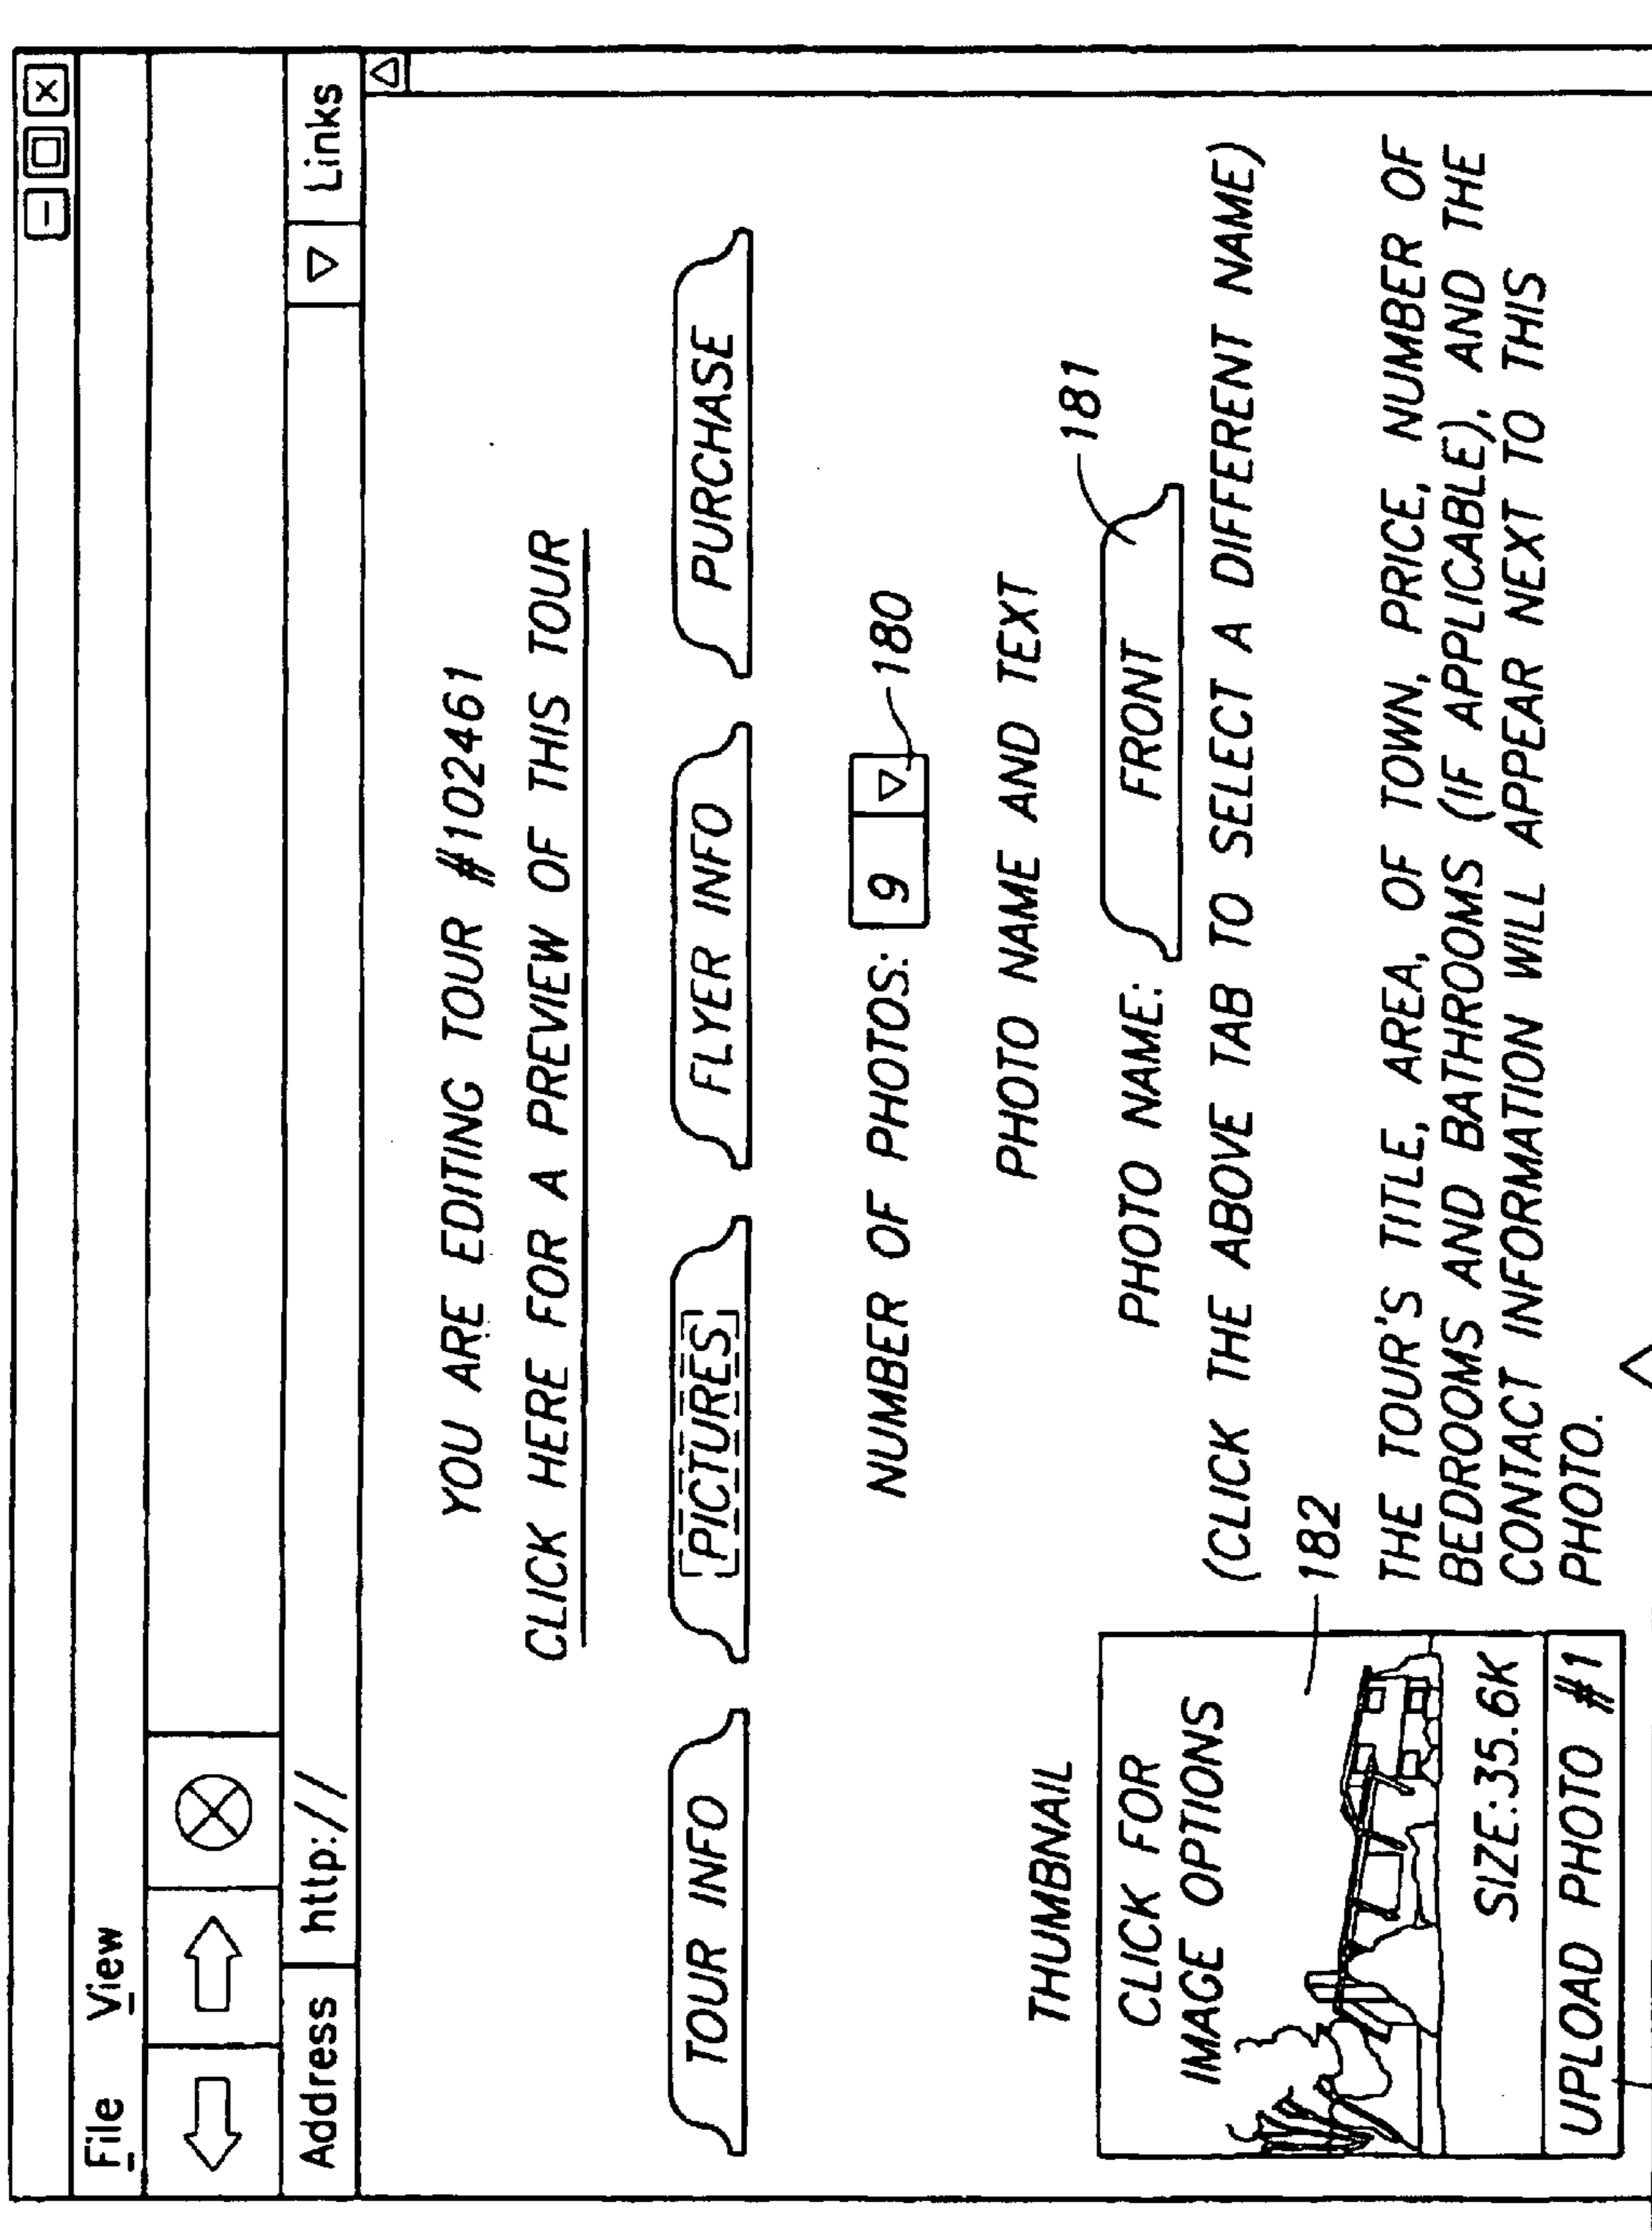 File View
Address http:// Links
YOU ARE EDITING TOUR #102461
CLICK HERE FOR A PREVIEW OF THIS TOUR
TOUR INFO PICTURES FLYER INFO PURCHASE
NUMBER OF PHOTOS: 9 180
THUMBNAIL
PHOTO NAME AND TEXT
CLICK FOR
IMAGE OPTIONS
SIZE:35.6K
UPLOAD PHOTO #1
181
PHOTO NAME: FRONT
(CLICK THE ABOVE TAB TO SELECT A DIFFERENT NAME)
182
THE TOUR'S TITLE, AREA, OF TOWN, PRICE, NUMBER OF
BEDROOMS AND BATHROOMS (IF APPLICABLE), AND THE
CONTACT INFORMATION WILL APPEAR NEXT TO THIS
PHOTO.